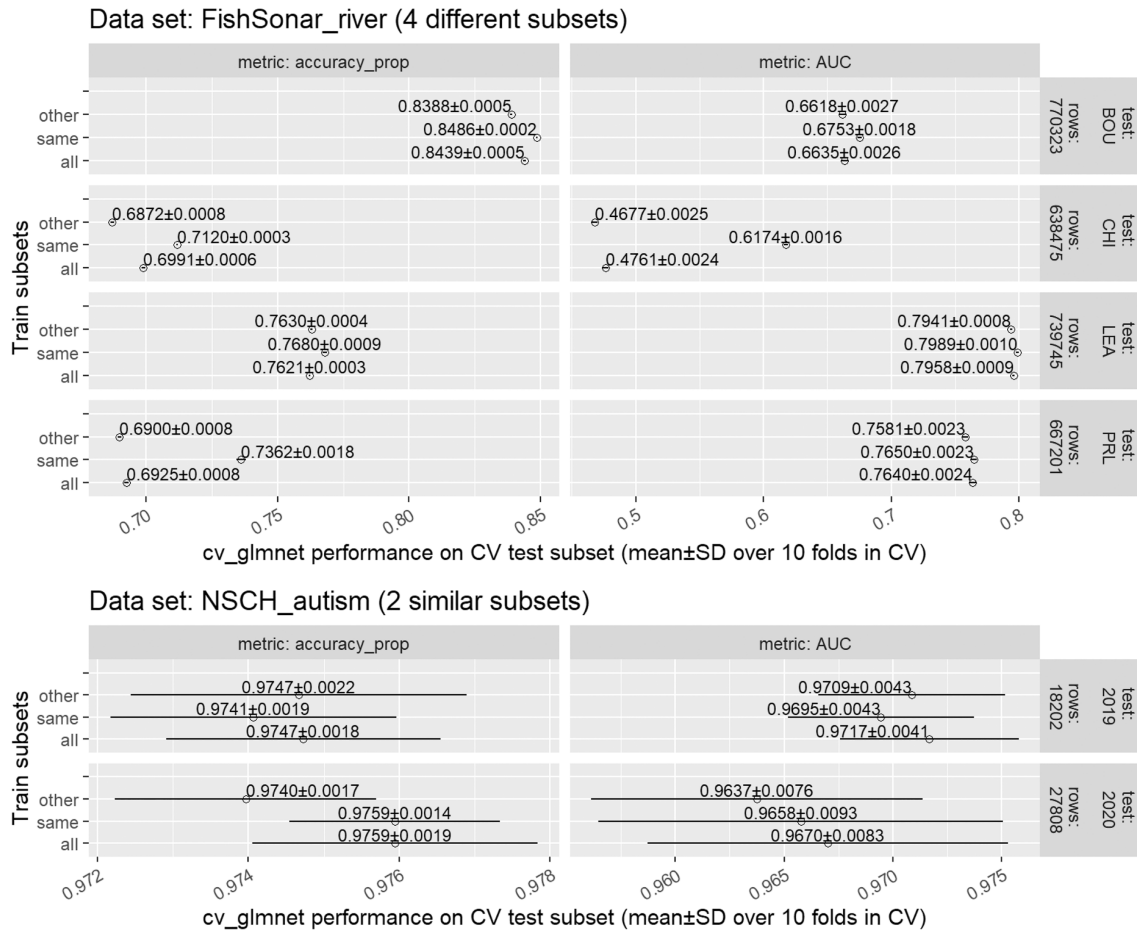 Data set: FishSonar_river (4 different subsets)
metric: accuracy_prop
metric: AUC
Train subsets
other
same
all
0.8388±0.0005
0.8486±0.0002
0.8439±0.0005
0.6618±0.0027
0.6753±0.0018
0.6635±0.0026
test:
BOU
rows:
770323
other
same
all
0.6872±0.0008
0.7120±0.0003
0.6991±0.0006
0.4677±0.0025
0.6174±0.0016
0.4761±0.0024
test:
CHI
rows:
638475
other
same
all
0.7630±0.0004
0.7680±0.0009
0.7621±0.0003
0.7941±0.0008
0.7989±0.0010
0.7958±0.0009
test:
LEA
rows:
739745
other
same
all
0.6900±0.0008
0.7362±0.0018
0.6925±0.0008
0.7581±0.0023
0.7650±0.0023
0.7640±0.0024
test:
PRL
rows:
667201
0.70 0.75 0.80 0.85
0.5 0.6 0.7 0.8
cv_glmnet performance on CV test subset (mean±SD over 10 folds in CV)
Data set: NSCH_autism (2 similar subsets)
metric: accuracy_prop
metric: AUC
Train subsets
other
same
all
0.9747±0.0022
0.9741±0.0019
0.9747±0.0018
0.9709±0.0043
0.9695±0.0043
0.9717±0.0041
test:
2019
rows:
18202
other
same
all
0.9740±0.0017
0.9759±0.0014
0.9759±0.0019
0.9637±0.0076
0.9658±0.0093
0.9670±0.0083
test:
2020
rows:
27808
0.972 0.974 0.976 0.978
0.960 0.965 0.970 0.975
cv_glmnet performance on CV test subset (mean±SD over 10 folds in CV)